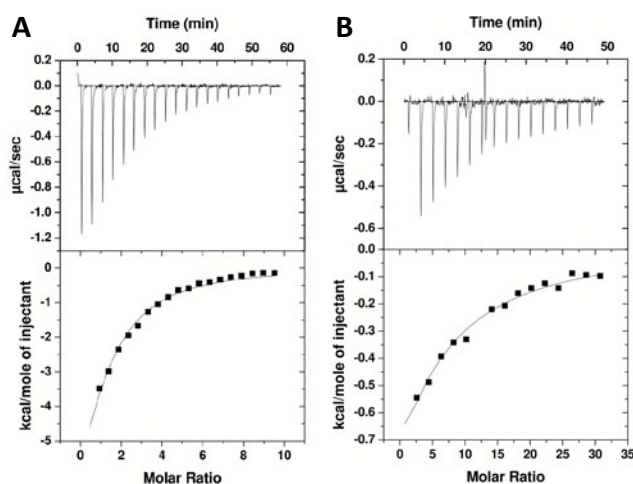 A
Time (min)
0 10 20 30 40 50 60
0.2
0.0
-0.2
-0.4
-0.6
-0.8
-1.0
-1.2
µcal/sec
0
-1
-2
-3
-4
-5
kcal/mole of injectant
0 2 4 6 8 10
Molar Ratio
B
Time (min)
0 10 20 30 40 50
0.2
0.0
-0.2
-0.4
-0.6
0.0
µcal/sec
-0.1
-0.2
-0.3
-0.4
-0.5
-0.6
-0.7
kcal/mole of injectant
0 5 10 15 20 25 30 35
Molar Ratio